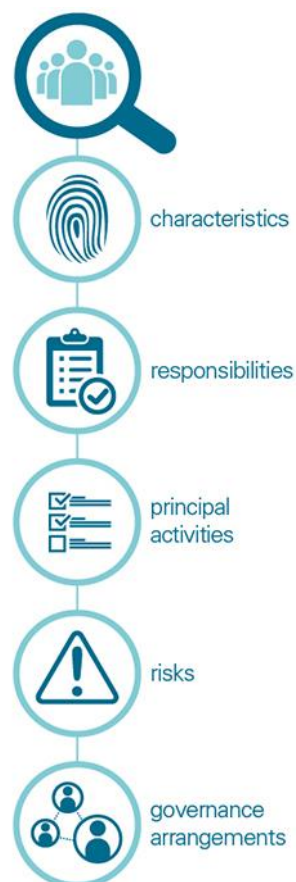 characteristics
responsibilities
principal
activities
risks
governance
arrangements